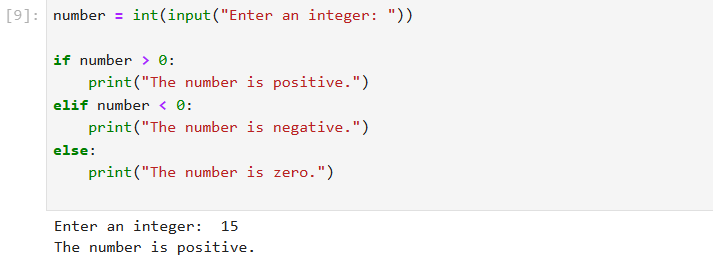 [9]: number = int(input("Enter an integer: "))
if number > 0:
    print("The number is positive.")
elif number < 0:
    print("The number is negative.")
else:
    print("The number is zero.")
Enter an integer:  15
The number is positive.